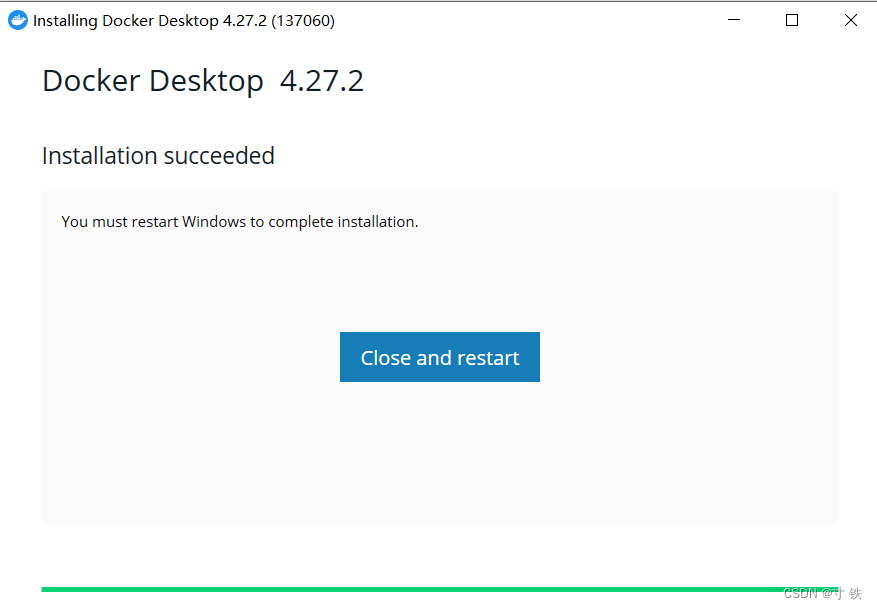 Installing Docker Desktop 4.27.2 (137060)
Docker Desktop 4.27.2
Installation succeeded
You must restart Windows to complete installation.
Close and restart
CSDN @寸 铁